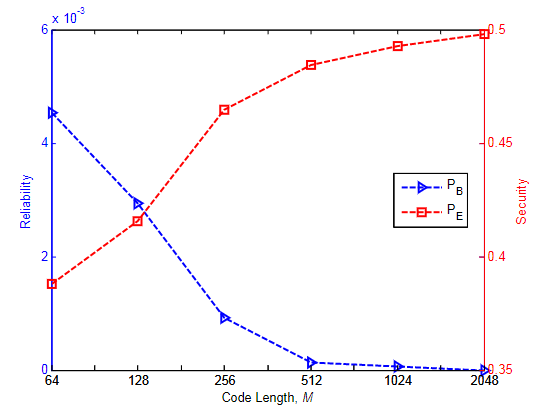 6 x 10^-3
4
2
0
Reliability
0.5
0.45
0.4
0.35
Security
P_B
P_E
64 128 256 512 1024 2048
Code Length, M